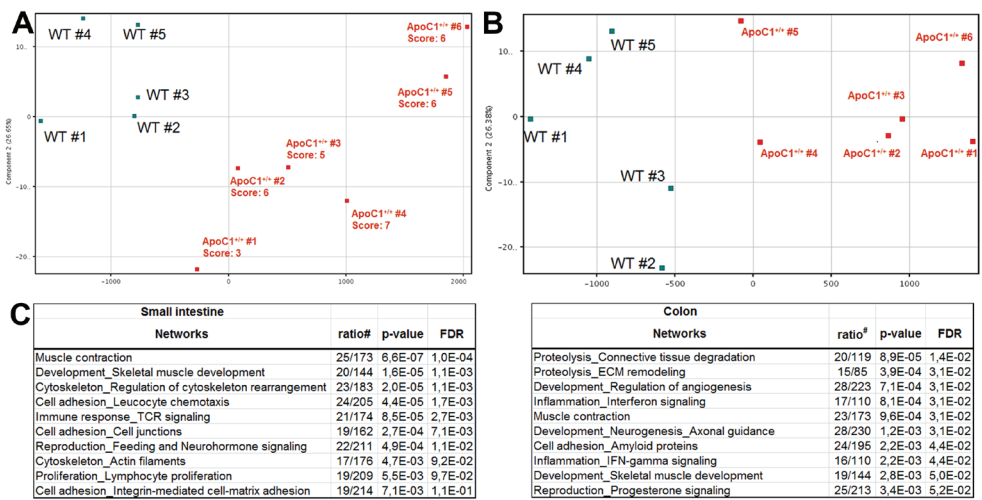 A
WT #4
WT #5
ApoC1+/+ #6
Score: 6
10..
ApoC1+/+ #5
Score: 6
WT #3
WT #1
WT #2
0
ApoC1+/+ #3
Score: 5
ApoC1+/+ #2
Score: 6
-10..
ApoC1+/+ #4
Score: 7
ApoC1+/+ #1
Score: 3
-20..
Component 2 (26.65%)
-1000 0 1000 2000
B
WT #5
ApoC1+/+ #5
ApoC1+/+ #6
10..
WT #4
ApoC1+/+ #3
0
WT #1
ApoC1+/+ #4
ApoC1+/+ #2
ApoC1+/+ #1
WT #3
-10..
WT #2
-20..
Component 2 (26.38%)
-1000 -500 0 500 1000
C
Small intestine
Networks ratio# p-value FDR
Muscle contraction 25/173 6,6E-07 1,0E-04
Development_Skeletal muscle development 20/144 1,6E-05 1,1E-03
Cytoskeleton_Regulation of cytoskeleton rearrangement 23/183 2,0E-05 1,1E-03
Cell adhesion_Leucocyte chemotaxis 24/205 4,4E-05 1,7E-03
Immune response_TCR signaling 21/174 8,5E-05 2,7E-03
Cell adhesion_Cell junctions 19/162 2,7E-04 7,1E-03
Reproduction_Feeding and Neurohormone signaling 22/211 4,9E-04 1,1E-02
Cytoskeleton_Actin filaments 17/176 4,7E-03 9,2E-02
Proliferation_Lymphocyte proliferation 19/209 5,5E-03 9,7E-02
Cell adhesion_Integrin-mediated cell-matrix adhesion 19/214 7,1E-03 1,1E-01
Colon
Networks ratio# p-value FDR
Proteolysis_Connective tissue degradation 20/119 8,9E-05 1,4E-02
Proteolysis_ECM remodeling 15/85 3,9E-04 3,1E-02
Development_Regulation of angiogenesis 28/223 7,1E-04 3,1E-02
Inflammation_Interferon signaling 17/110 8,1E-04 3,1E-02
Muscle contraction 23/173 9,6E-04 3,1E-02
Development_Neurogenesis_Axonal guidance 28/230 1,2E-03 3,1E-02
Cell adhesion_Amyloid proteins 24/195 2,2E-03 4,4E-02
Inflammation_IFN-gamma signaling 16/110 2,2E-03 4,4E-02
Development_Skeletal muscle development 19/144 2,8E-03 5,0E-02
Reproduction_Progesterone signaling 25/213 3,4E-03 5,2E-02